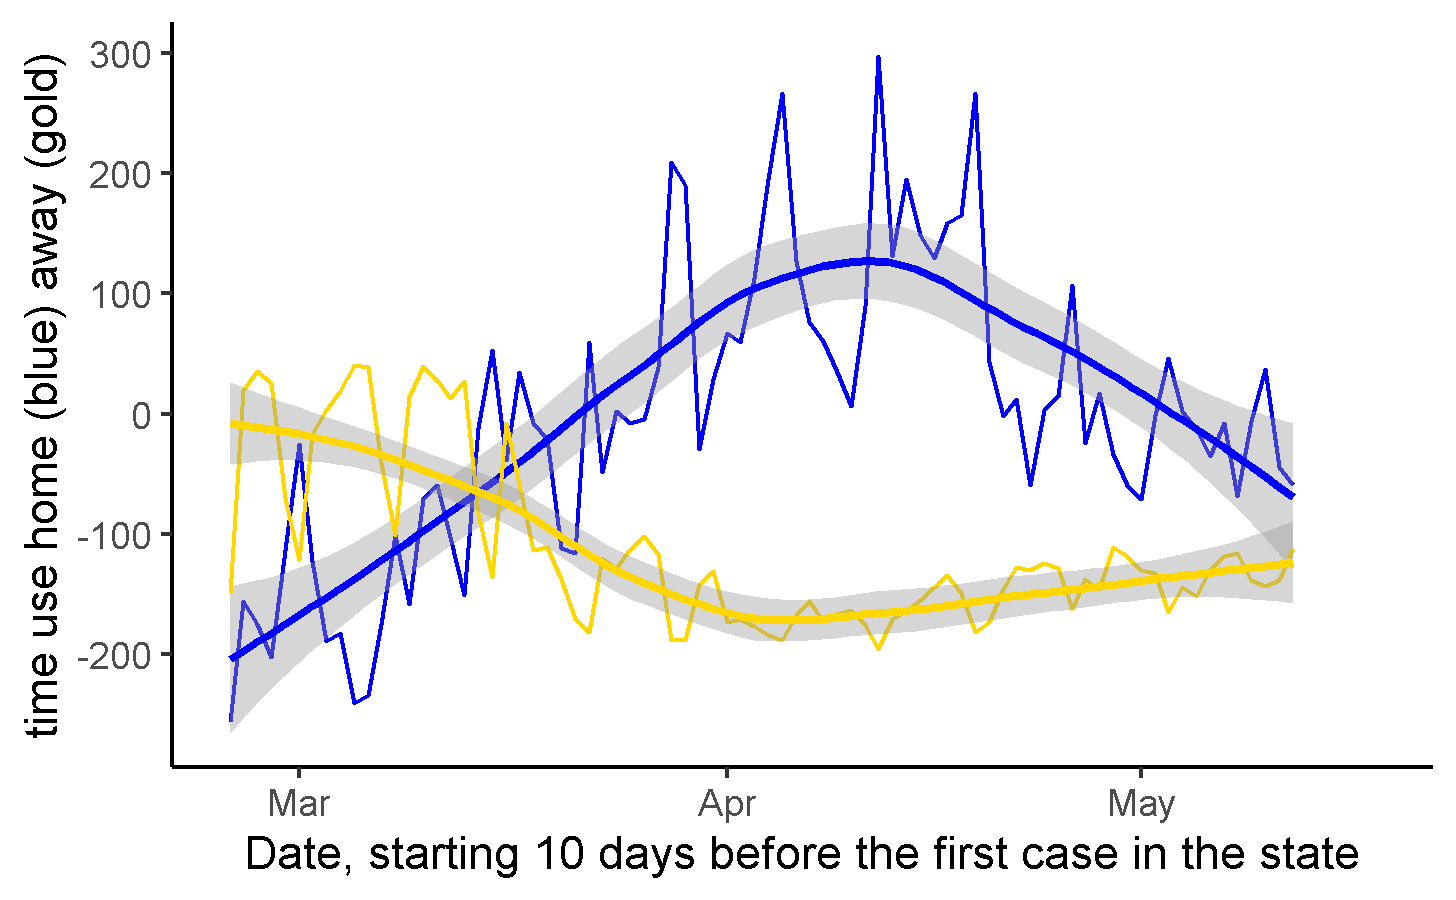 time use home (blue) away (gold)
300
200
100
0
-100
-200
Mar
Apr
May
Date, starting 10 days before the first case in the state